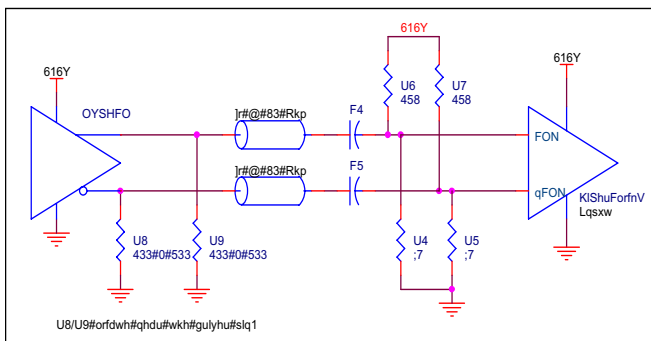 616Y
616Y
616Y
OYSHFO
U6
458
U7
458
]r#@#83#Rkp
F4
FON
]r#@#83#Rkp
F5
qFON
KlShuForfnV
Lqsxw
U8
433#0#533
U9
433#0#533
U4
;7
U5
;7
U8/U9#orfdwh#qhdu#wkh#gulyhu#slq1